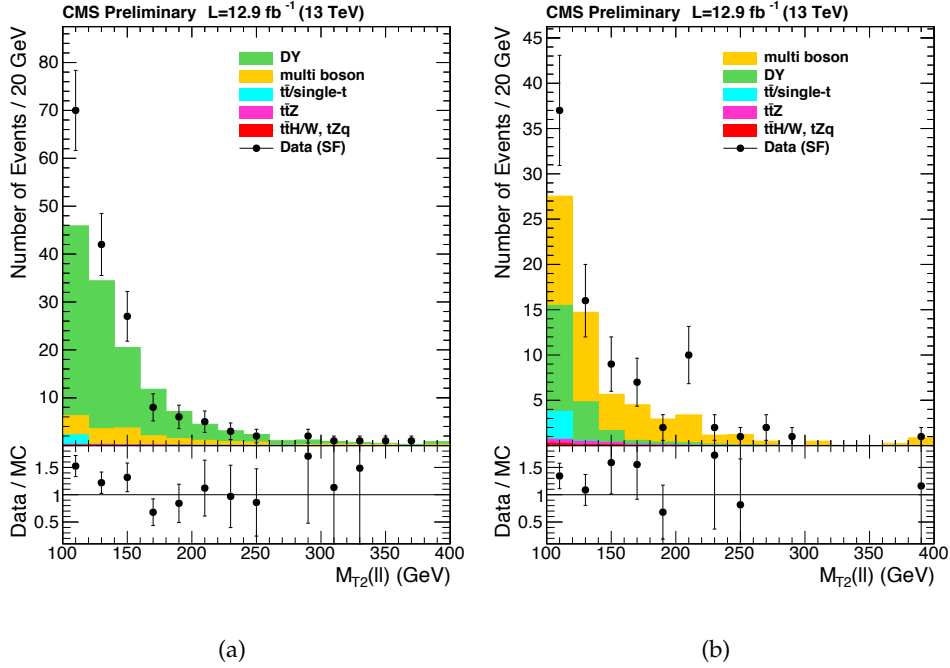 CMS Preliminary L=12.9 fb⁻¹ (13 TeV)
Number of Events / 20 GeV
80
70
60
50
40
30
20
10
DY
multi boson
tt̄/single-t
tt̄Z
tt̄H/W, tZq
Data (SF)
Data / MC
1.5
1
0.5
100 150 200 250 300 350 400
M_T2(ll) (GeV)
(a)
CMS Preliminary L=12.9 fb⁻¹ (13 TeV)
Number of Events / 20 GeV
45
40
35
30
25
20
15
10
5
multi boson
DY
tt̄/single-t
tt̄Z
tt̄H/W, tZq
Data (SF)
Data / MC
1.5
1
0.5
100 150 200 250 300 350 400
M_T2(ll) (GeV)
(b)